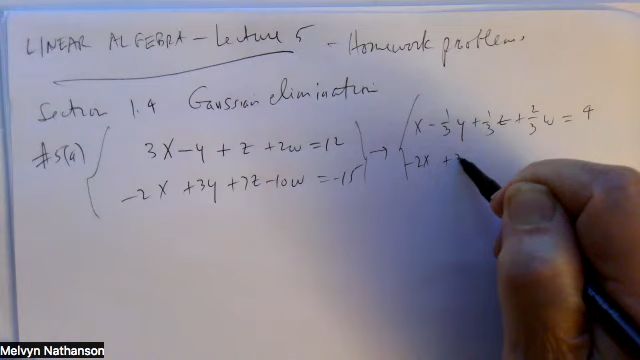 LINEAR ALGEBRA - Lecture 5 - Homework problems
Section 1.4 Gaussian elimination
#5(a) { 3x - y + z + 2w = 12 } → { x - 1/3 y + 1/3 z + 2/3 w = 4
-2x + 3y + 7z - 10w = -15 -2x +
Melvyn Nathanson